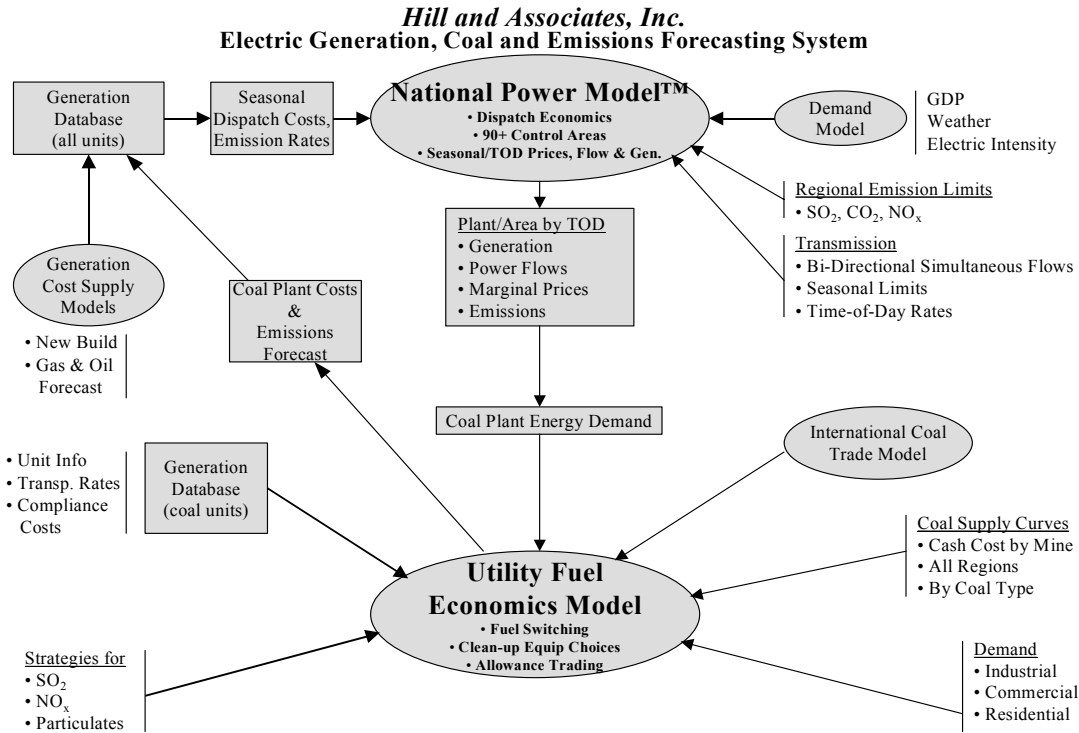 Hill and Associates, Inc.
Electric Generation, Coal and Emissions Forecasting System
Generation
Database
(all units)
Seasonal
Dispatch Costs,
Emission Rates
National Power Model™
• Dispatch Economics
• 90+ Control Areas
• Seasonal/TOD Prices, Flow & Gen.
Demand
Model
GDP
Weather
Electric Intensity
Regional Emission Limits
• SO₂, CO₂, NOₓ
Transmission
• Bi-Directional Simultaneous Flows
• Seasonal Limits
• Time-of-Day Rates
Plant/Area by TOD
• Generation
• Power Flows
• Marginal Prices
• Emissions
Generation
Cost Supply
Models
• New Build
• Gas & Oil
Forecast
Coal Plant Costs
&
Emissions
Forecast
Coal Plant Energy Demand
International Coal
Trade Model
• Unit Info
• Transp. Rates
• Compliance
Costs
Generation
Database
(coal units)
Coal Supply Curves
• Cash Cost by Mine
• All Regions
• By Coal Type
Utility Fuel
Economics Model
• Fuel Switching
• Clean-up Equip Choices
• Allowance Trading
Strategies for
• SO₂
• NOₓ
• Particulates
Demand
• Industrial
• Commercial
• Residential